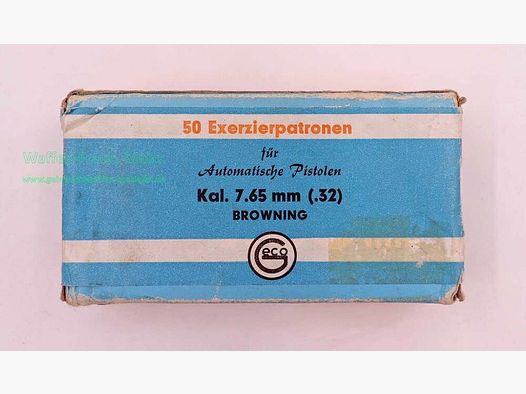 50 Exerzierpatronen
für
Automatische Pistolen
Kal. 7.65 mm (.32)
BROWNING
Geco